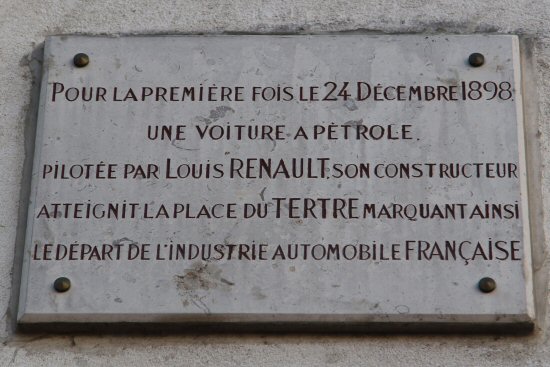 POUR LA PREMIÈRE FOIS LE 24 DÉCEMBRE 1898
UNE VOITURE A PÈTROLE
PILOTÉE PAR LOUIS RENAULT, SON CONSTRUCTEUR
ATTEIGNIT LA PLACE DU TERTRE MARQUANT AINSI
LE DÉPART DE L'INDUSTRIE AUTOMOBILE FRANÇAISE